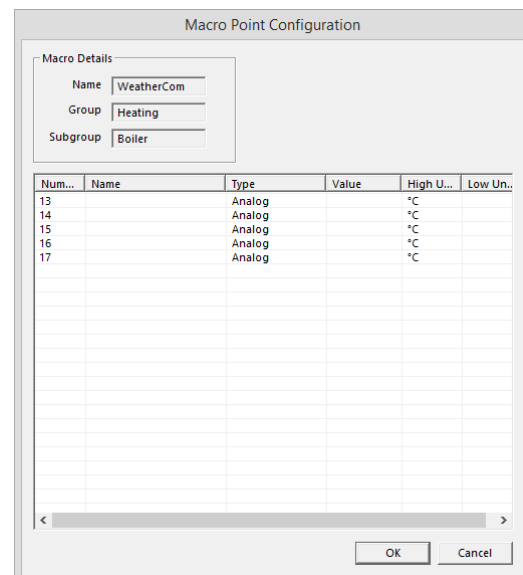 Macro Point Configuration
Macro Details
Name WeatherCom
Group Heating
Subgroup Boiler
Num... Name Type Value High U... Low Un..
13 Analog °C
14 Analog °C
15 Analog °C
16 Analog °C
17 Analog °C
OK Cancel